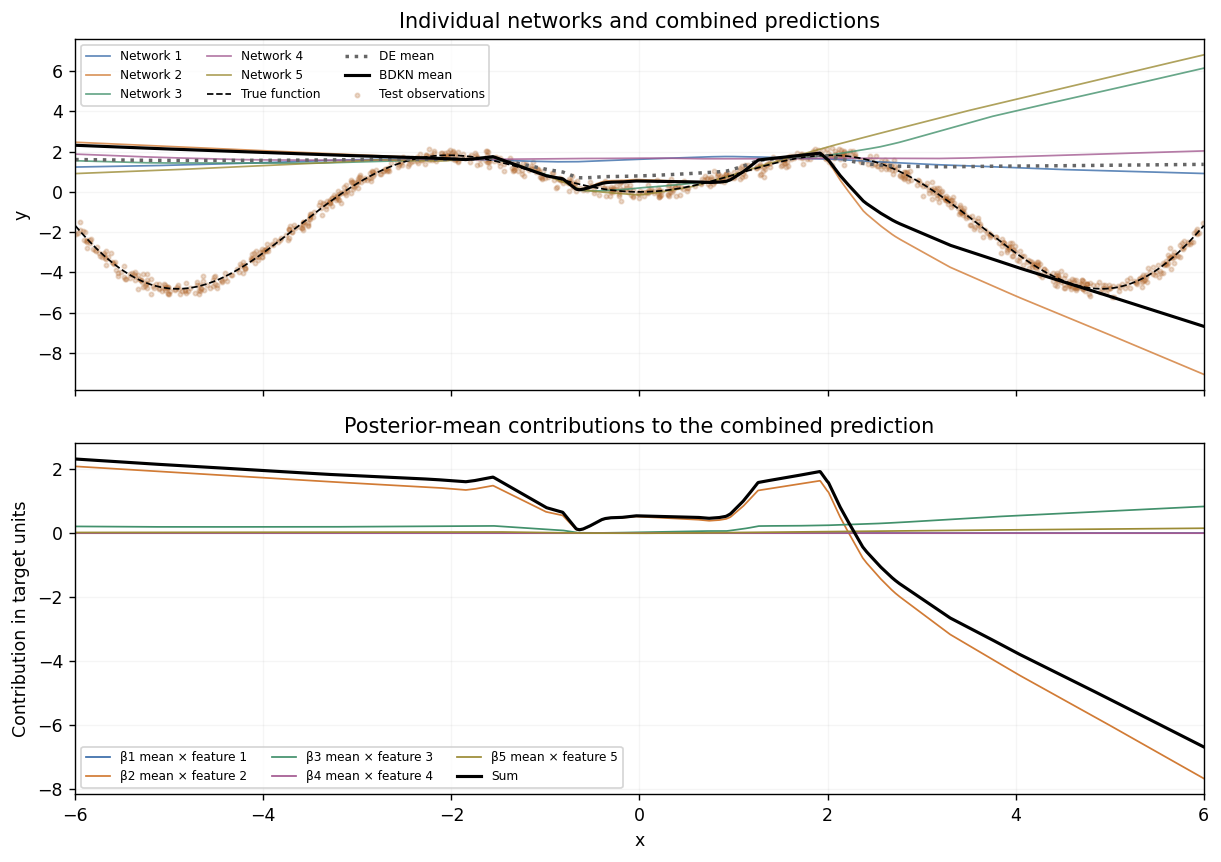 Individual networks and combined predictions
Network 1 Network 4 DE mean
Network 2 Network 5 BDKN mean
Network 3 True function Test observations
6
4
2
0
−2
−4
−6
−8
y
Posterior-mean contributions to the combined prediction
2
0
−2
−4
−6
−8
Contribution in target units
β1 mean × feature 1 β3 mean × feature 3 β5 mean × feature 5
β2 mean × feature 2 β4 mean × feature 4 Sum
−6 −4 −2 0 2 4 6
x